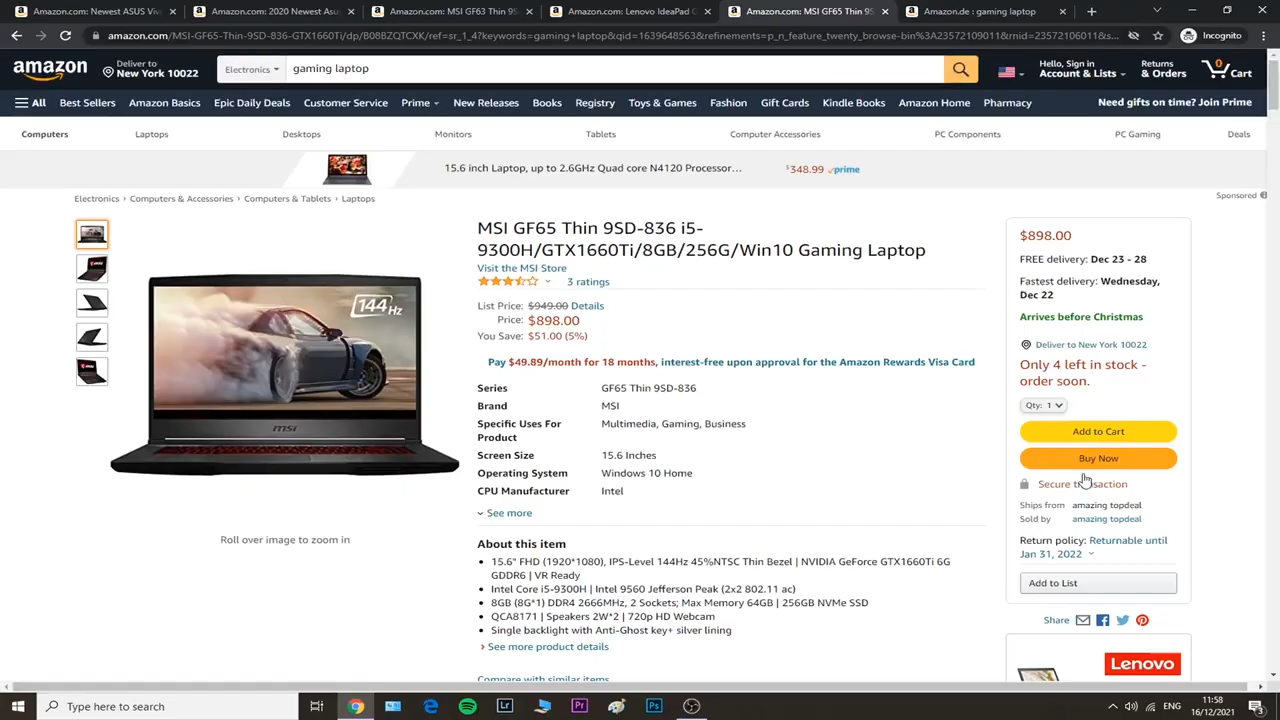 Amazon.com: Newest ASUS Vive
Amazon.com: 2020 Newest Asus
Amazon.com: MSI GF63 Thin 9S
Amazon.com: Lenovo IdeaPad G
Amazon.com: MSI GF65 Thin 9S
Amazon.de : gaming laptop
amazon.com/MSI-GF65-Thin-9SD-836-GTX1660Ti/dp/B08BZQTCXK/ref=sr_1_4?keywords=gaming+laptop&qid=1639648563&refinements=p_n_feature_twenty_browse-bin%3A23572109011&rnid=23572106011&s...
Incognito
amazon
Deliver to
New York 10022
Electronics
gaming laptop
Hello, Sign in
Account & Lists
Returns
& Orders
0
Cart
All
Best Sellers
Amazon Basics
Epic Daily Deals
Customer Service
Prime
New Releases
Books
Registry
Toys & Games
Fashion
Gift Cards
Kindle Books
Amazon Home
Pharmacy
Need gifts on time? Join Prime
Computers
Laptops
Desktops
Monitors
Tablets
Computer Accessories
PC Components
PC Gaming
Deals
15.6 inch Laptop, up to 2.6GHz Quad core N4120 Processor...
$348.99 prime
Sponsored
Electronics › Computers & Accessories › Computers & Tablets › Laptops
144Hz
msi
Roll over image to zoom in
MSI GF65 Thin 9SD-836 i5-
9300H/GTX1660Ti/8GB/256G/Win10 Gaming Laptop
Visit the MSI Store
3 ratings
List Price: $949.00 Details
Price: $898.00
You Save: $51.00 (5%)
Pay $49.89/month for 18 months, interest-free upon approval for the Amazon Rewards Visa Card
Series GF65 Thin 9SD-836
Brand MSI
Specific Uses For Multimedia, Gaming, Business
Product
Screen Size 15.6 Inches
Operating System Windows 10 Home
CPU Manufacturer Intel
See more
About this item
• 15.6" FHD (1920*1080), IPS-Level 144Hz 45%NTSC Thin Bezel | NVIDIA GeForce GTX1660Ti 6G
GDDR6 | VR Ready
• Intel Core i5-9300H | Intel 9560 Jefferson Peak (2x2 802.11 ac)
• 8GB (8G*1) DDR4 2666MHz, 2 Sockets; Max Memory 64GB | 256GB NVMe SSD
• QCA8171 | Speakers 2W*2 | 720p HD Webcam
• Single backlight with Anti-Ghost key+ silver lining
› See more product details
Compare with similar items
$898.00
FREE delivery: Dec 23 - 28
Fastest delivery: Wednesday,
Dec 22
Arrives before Christmas
Deliver to New York 10022
Only 4 left in stock -
order soon.
Qty: 1
Add to Cart
Buy Now
Secure transaction
Ships from amazing topdeal
Sold by amazing topdeal
Return policy: Returnable until
Jan 31, 2022
Add to List
Share
Lenovo
Type here to search
Lr
Pr
Ps
ENG
11:58
16/12/2021